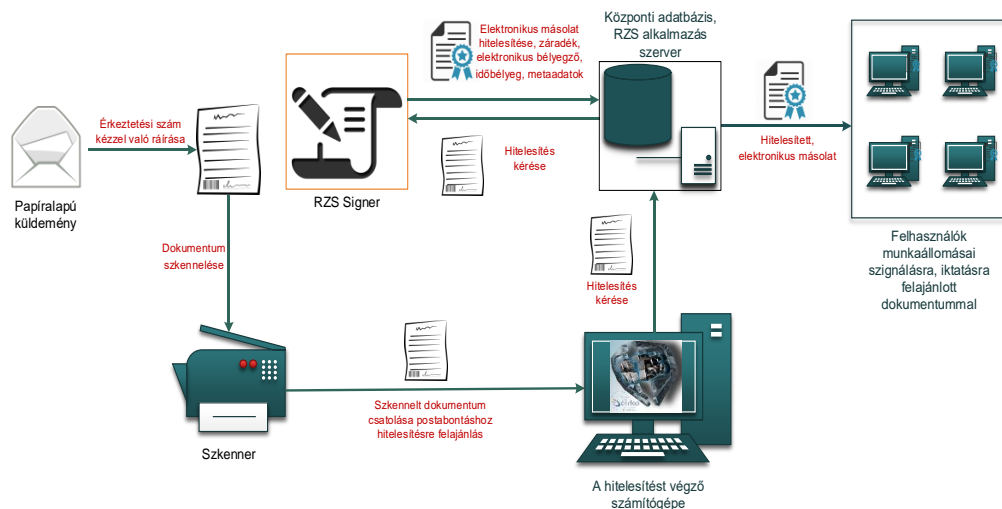 Elektronikus másolat
hitelesítése, záradék,
elektronikus bélyegző,
időbélyeg, metaadatok
Központi adatbázis,
RZS alkalmazás
szerver
Érkeztetési szám
kézzel való ráírása
Hitelesítés
kérése
Hitelesített,
elektronikus másolat
Papíralapú
küldemény
RZS Signer
Dokumentum
szkennelése
Hitelesítés
kérése
Felhasználók
munkaállomásai
szignálásra, iktatásra
felajánlott
dokumentummal
Szkennelt dokumentum
csatolása postabontáshoz
hitelesítésre felajánlás
Szkenner
A hitelesítést végző
számítógépe